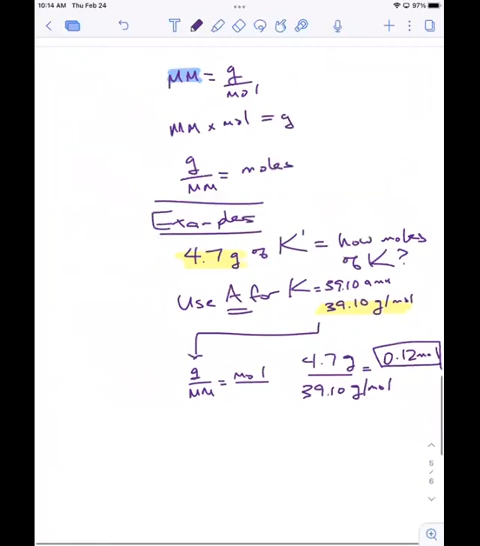 10:14 AM Thu Feb 24
97%
MM = g/mol
MM x mol = g
g/MM = moles
Examples
4.7 g of K' = how moles of K?
Use A for K = 39.10 amu
39.10 g/mol
g/MM = mol
4.7 g / 39.10 g/mol = 0.12 mol
5
/
6